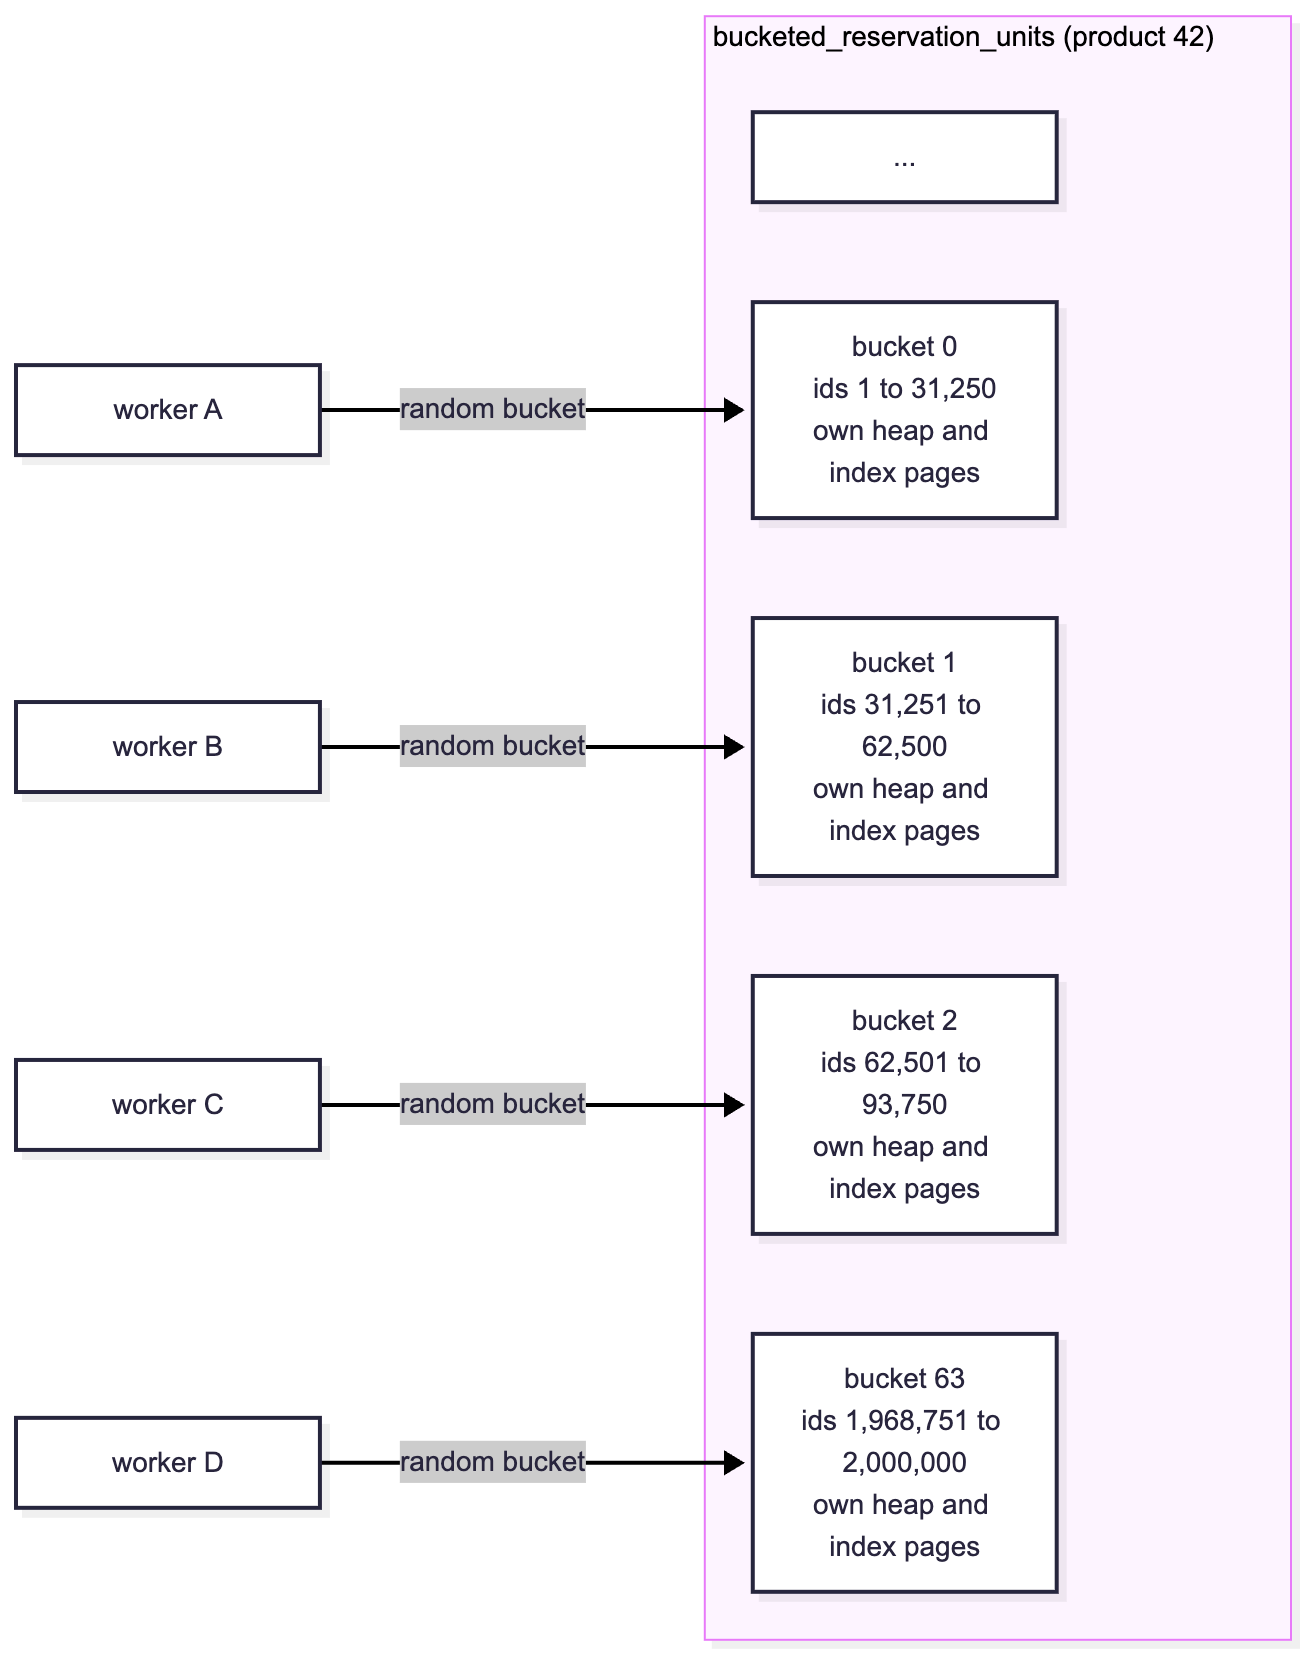 bucketed_reservation_units (product 42)
...
worker A
random bucket
bucket 0
ids 1 to 31,250
own heap and
index pages
worker B
random bucket
bucket 1
ids 31,251 to
62,500
own heap and
index pages
worker C
random bucket
bucket 2
ids 62,501 to
93,750
own heap and
index pages
worker D
random bucket
bucket 63
ids 1,968,751 to
2,000,000
own heap and
index pages